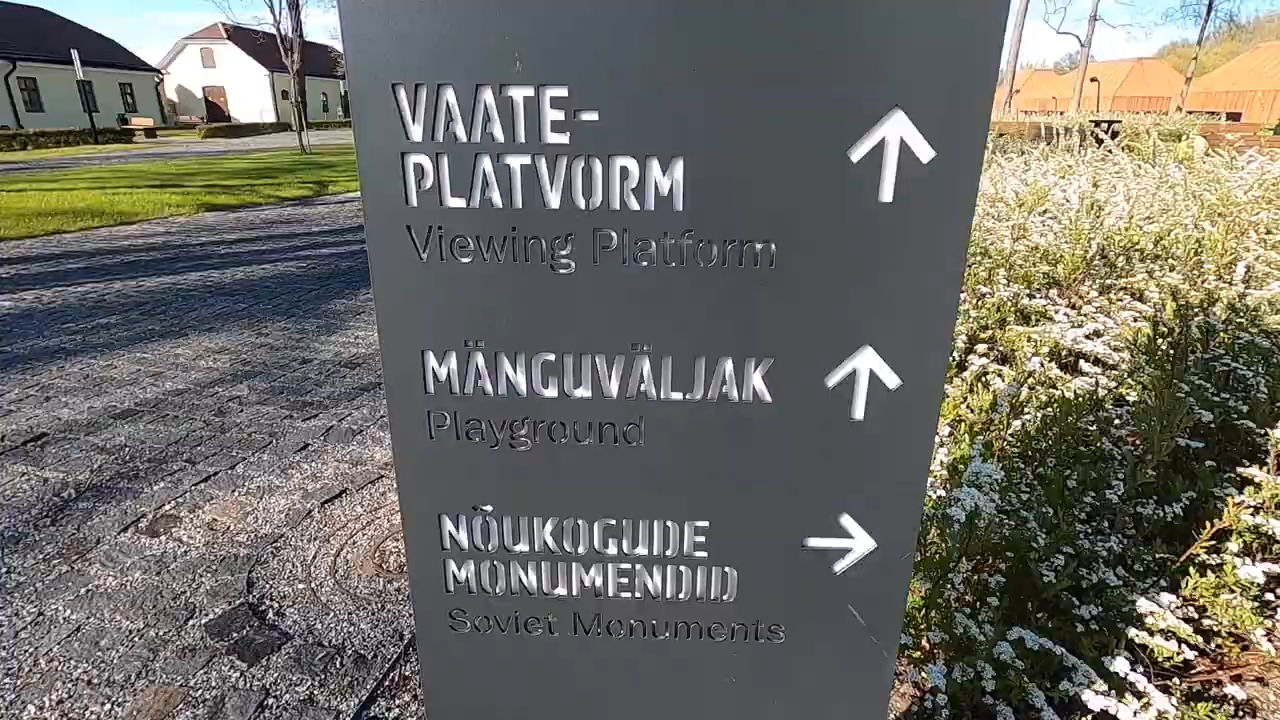 VAATE-
PLATVORM
Viewing Platform
MÄNGUVÄLJAK
Playground
NÕUKOGUDE
MONUMENDID
Soviet Monuments